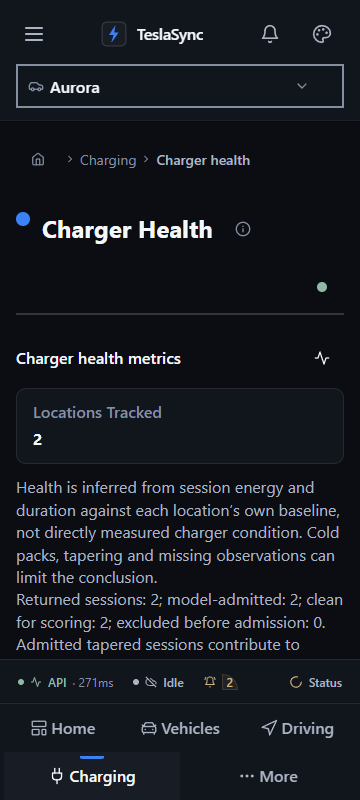 TeslaSync
Aurora
Charging
Charger health
Charger Health
Charger health metrics
Locations Tracked
2
Health is inferred from session energy and
duration against each location's own baseline,
not directly measured charger condition. Cold
packs, tapering and missing observations can
limit the conclusion.
Returned sessions: 2; model-admitted: 2; clean
for scoring: 2; excluded before admission: 0.
Admitted tapered sessions contribute to
API · 271ms
Idle
2
Status
Home
Vehicles
Driving
Charging
More